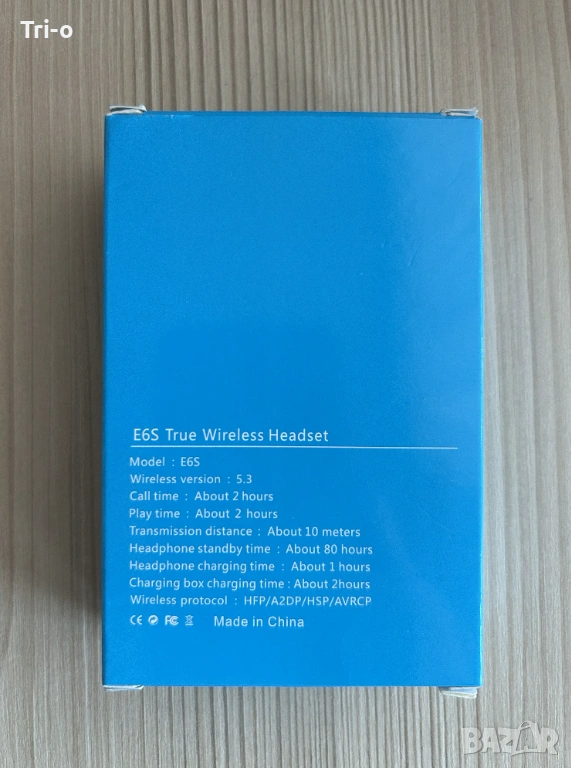 Tri-o
E6S True Wireless Headset
Model : E6S
Wireless version : 5.3
Call time : About 2 hours
Play time : About 2 hours
Transmission distance : About 10 meters
Headphone standby time : About 80 hours
Headphone charging time : About 1 hours
Charging box charging time : About 2hours
Wireless protocol : HFP/A2DP/HSP/AVRCP
CE FC Made in China
BAZAR